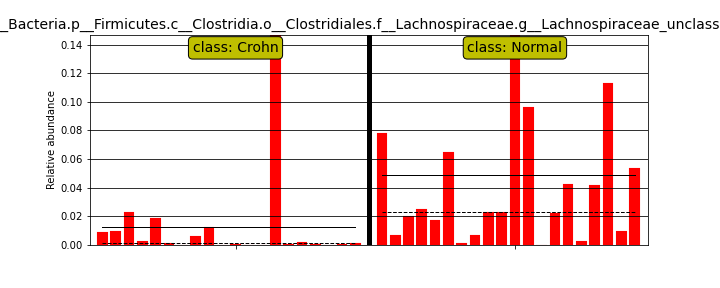 _Bacteria.p__Firmicutes.c__Clostridia.o__Clostridiales.f__Lachnospiraceae.g__Lachnospiraceae_unclass
class: Crohn
class: Normal
0.14
0.12
0.10
0.08
0.06
0.04
0.02
0.00
Relative abundance